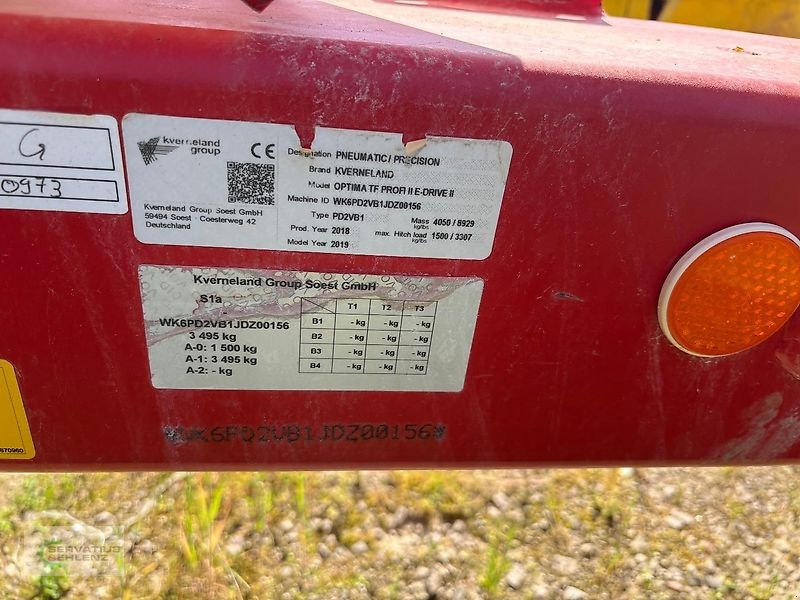 G
0973
kverneland
group
CE
Kverneland Group Soest GmbH
59494 Soest - Coesterweg 42
Deutschland
Designation PNEUMATIC / PRECISION
Brand KVERNELAND
Model OPTIMA TF PROFI II E-DRIVE II
Machine ID WK6PD2VB1JDZ00156
Type PD2VB1
Mass kg/lbs 4050 / 8929
Prod. Year 2018
max. Hitch load kg/lbs 1500 / 3307
Model Year 2019
Kverneland Group Soest GmbH
S1a
WK6PD2VB1JDZ00156
3 495 kg
A-0: 1 500 kg
A-1: 3 495 kg
A-2: - kg
T1 T2 T3
B1 - kg - kg - kg
B2 - kg - kg - kg
B3 - kg - kg - kg
B4 - kg - kg - kg
*WK6PD2VB1JDZ00156*
870960
SERVATIUS
EHLENZ